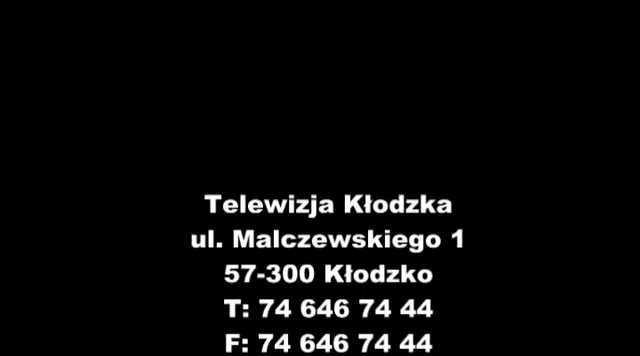 Telewizja Kłodzka
ul. Malczewskiego 1
57-300 Kłodzko
T: 74 646 74 44
F: 74 646 74 44